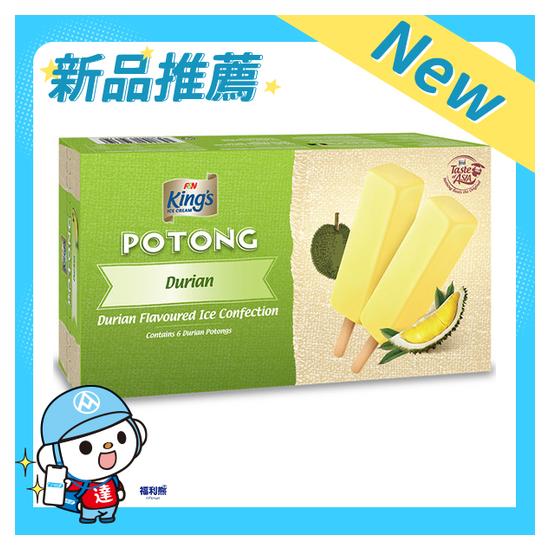 新品推薦
New
F&N
King's
ICE CREAM
Taste of ASIA
POTONG
Durian
Durian Flavoured Ice Confection
Contains 6 Durian Potongs
大達
福利熊